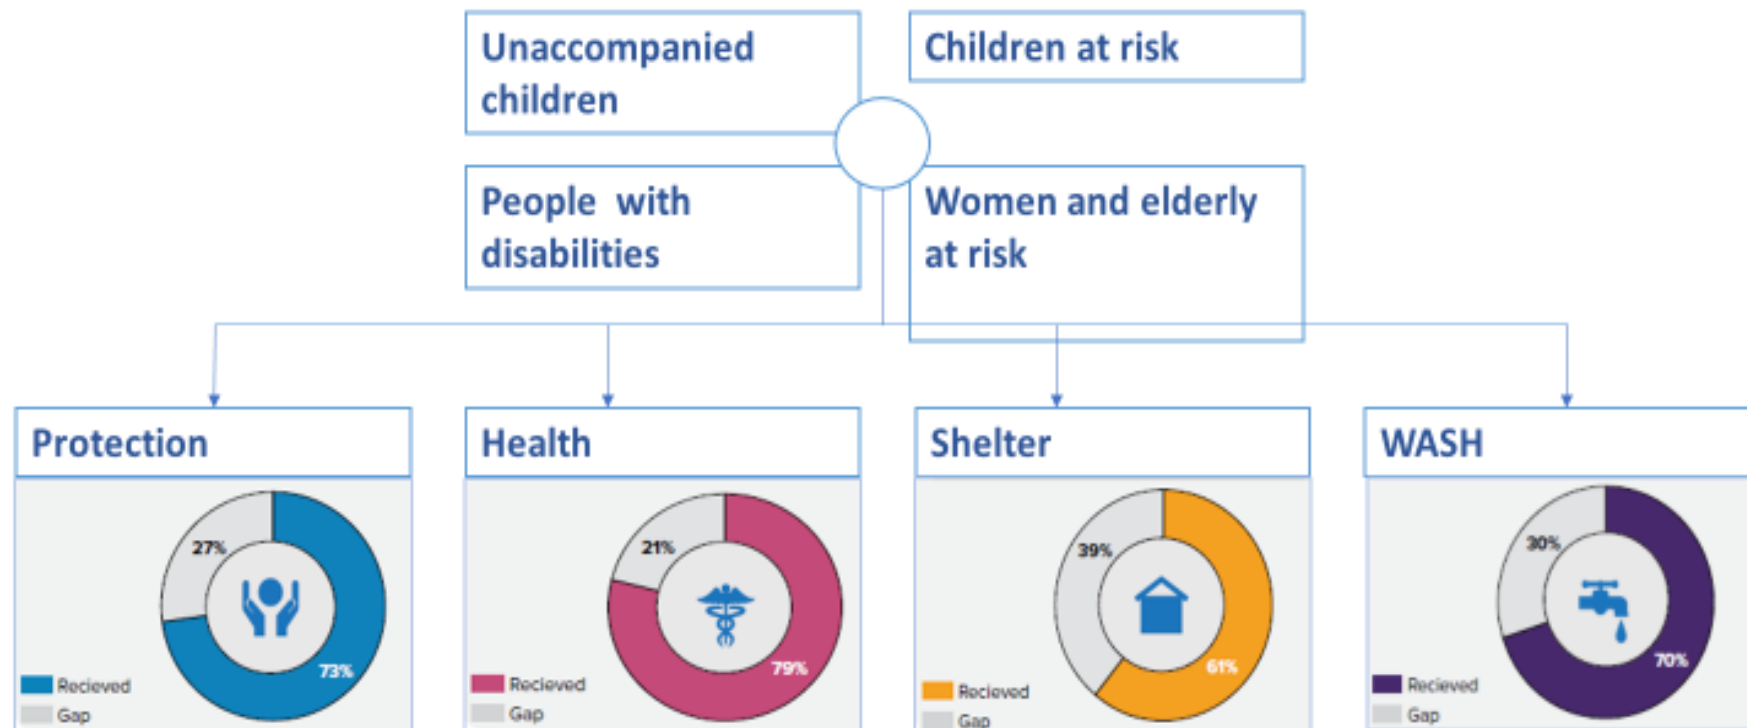 Unaccompanied
children
Children at risk
People with
disabilities
Women and elderly
at risk
Protection
27%
73%
Recieved
Gap
Health
21%
79%
Recieved
Gap
Shelter
39%
61%
Recieved
Gap
WASH
30%
70%
Recieved
Gap